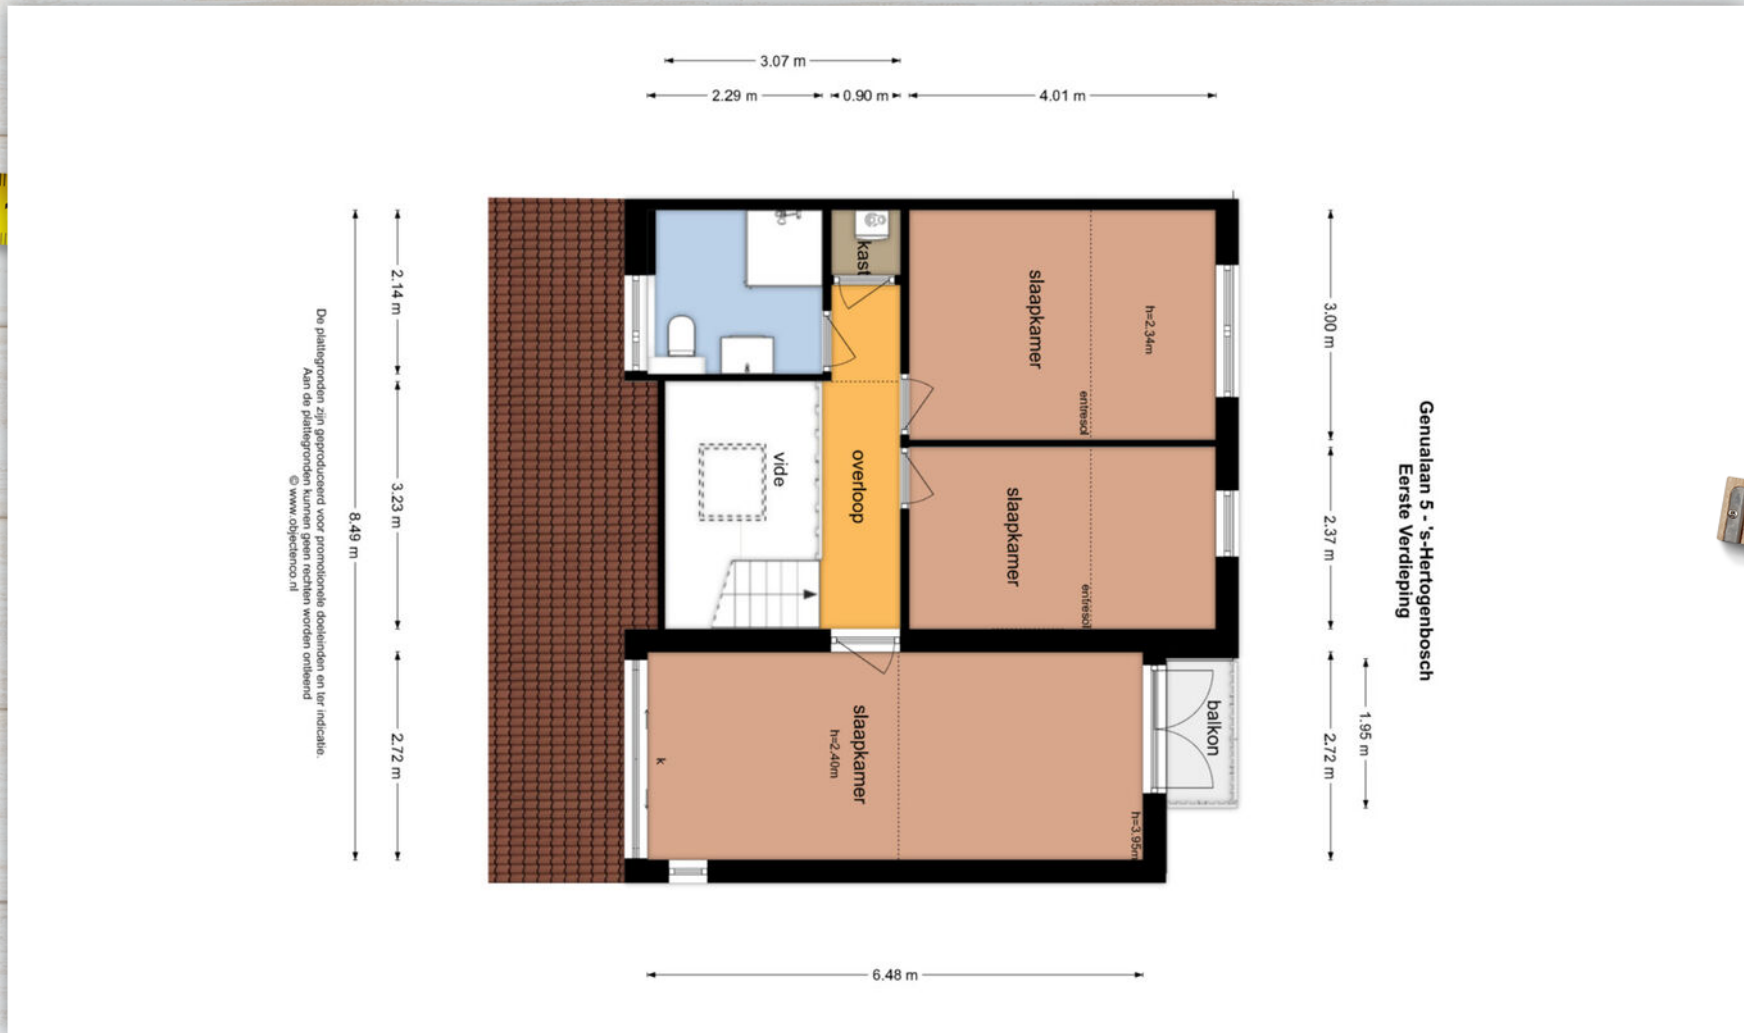 3.07 m
2.29 m
0.90 m
4.01 m
Genualaan 5 - 's-Hertogenbosch
Eerste Verdieping
kast
slaapkamer
h=2.34m
entresol
2.14 m
3.00 m
vide
overloop
slaapkamer
entresol
3.23 m
2.37 m
8.49 m
slaapkamer
h=2.40m
k
h=3.95m
balkon
2.72 m
2.72 m
1.95 m
6.48 m
De plattegronden zijn geproduceerd voor promotionele doeleinden en ter indicatie.
Aan de plattegronden kunnen geen rechten worden ontleend
© www.objectenco.nl